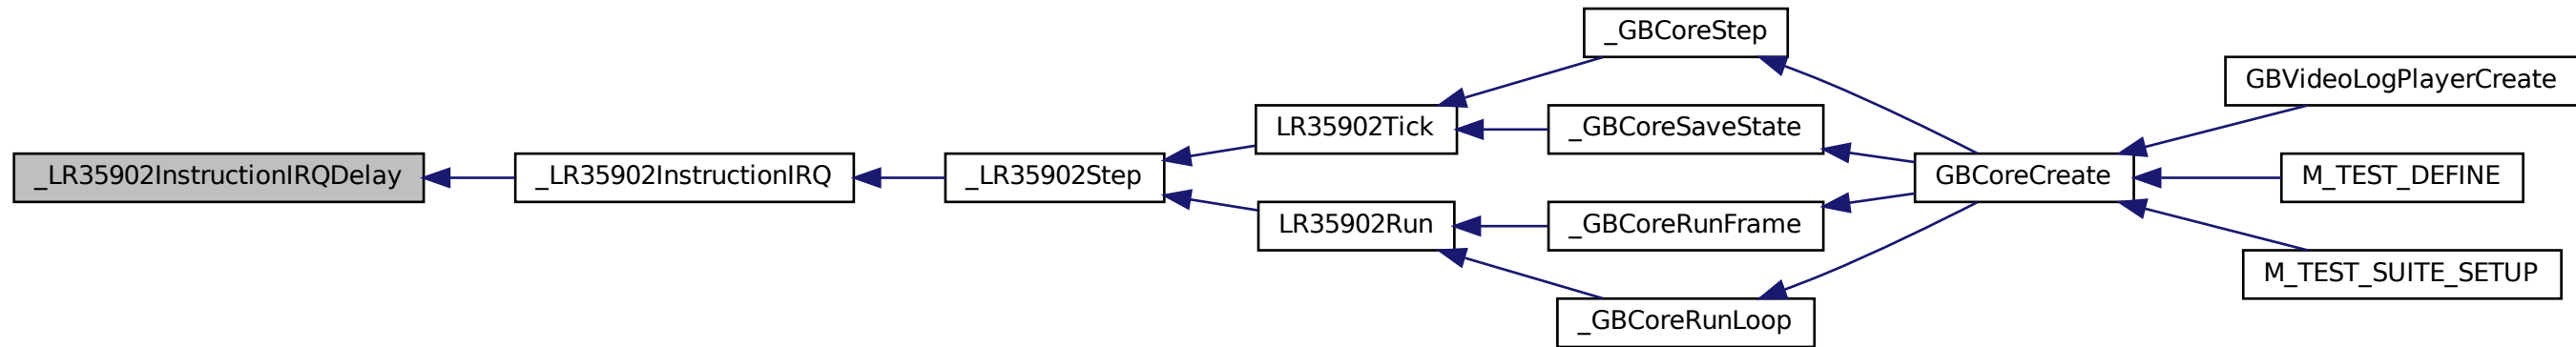 _LR35902InstructionIRQDelay
_LR35902InstructionIRQ
_LR35902Step
LR35902Tick
LR35902Run
_GBCoreStep
_GBCoreSaveState
_GBCoreRunFrame
_GBCoreRunLoop
GBCoreCreate
GBVideoLogPlayerCreate
M_TEST_DEFINE
M_TEST_SUITE_SETUP